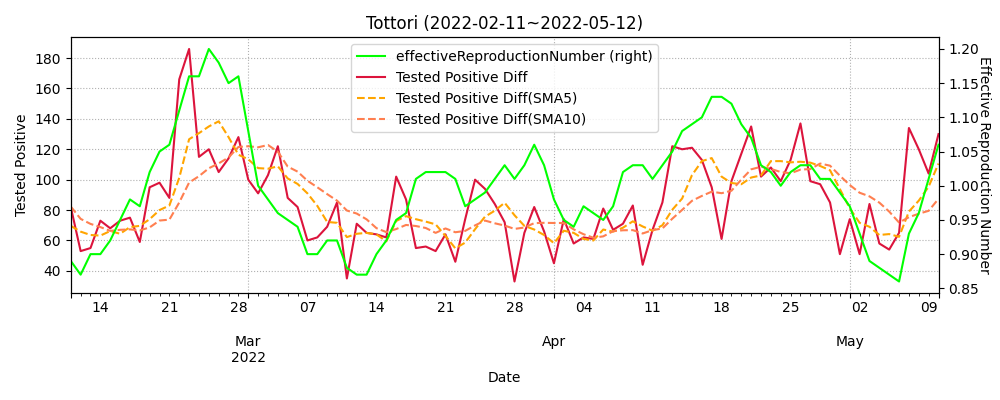 Tottori (2022-02-11~2022-05-12)
effectiveReproductionNumber (right)
Tested Positive Diff
Tested Positive Diff(SMA5)
Tested Positive Diff(SMA10)
Tested Positive
180
160
140
120
100
80
60
40
Effective Reproduction Number
1.20
1.15
1.10
1.05
1.00
0.95
0.90
0.85
14 21 28 07 14 21 28 04 11 18 25 02 09
Mar Apr May
2022
Date